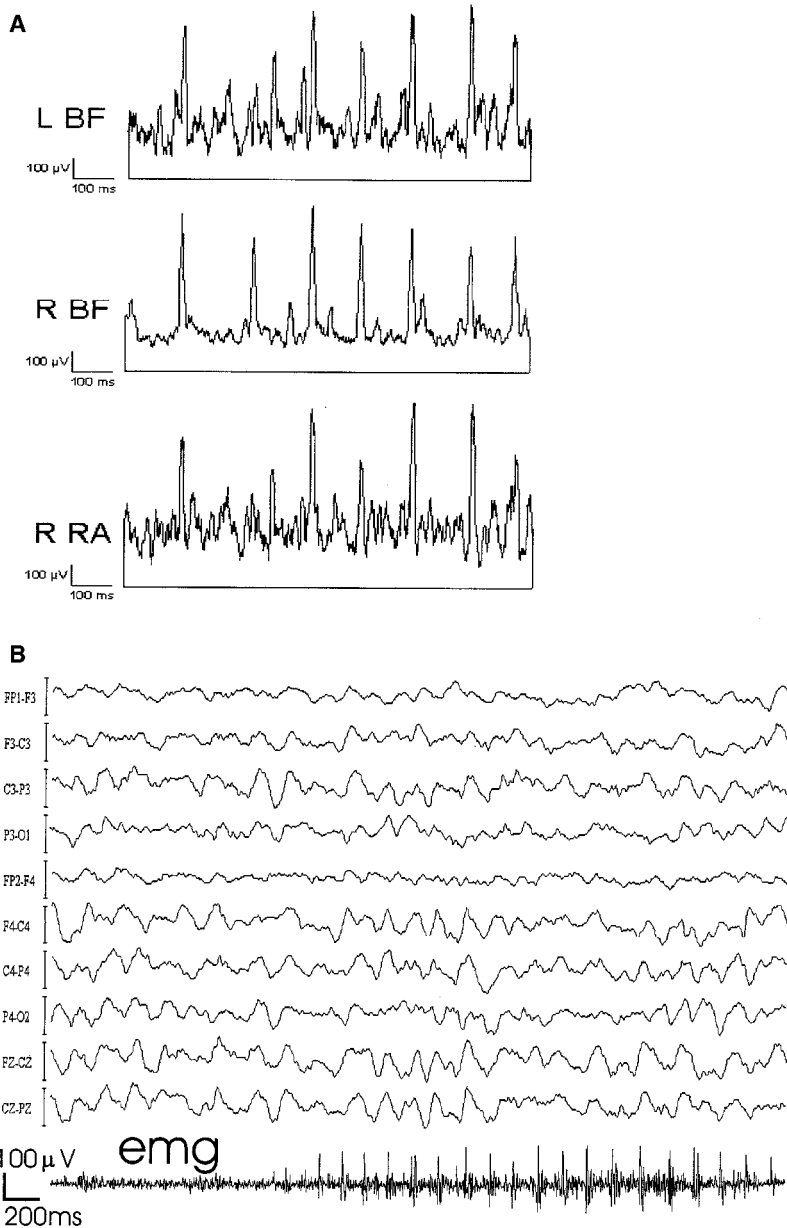 A
L BF
100 µV
100 ms
R BF
100 µV
100 ms
R RA
100 µV
100 ms
B
FP1-F3
F3-C3
C3-P3
P3-O1
FP2-F4
F4-C4
C4-P4
P4-O2
FZ-CZ
CZ-PZ
emg
100 µV
200ms